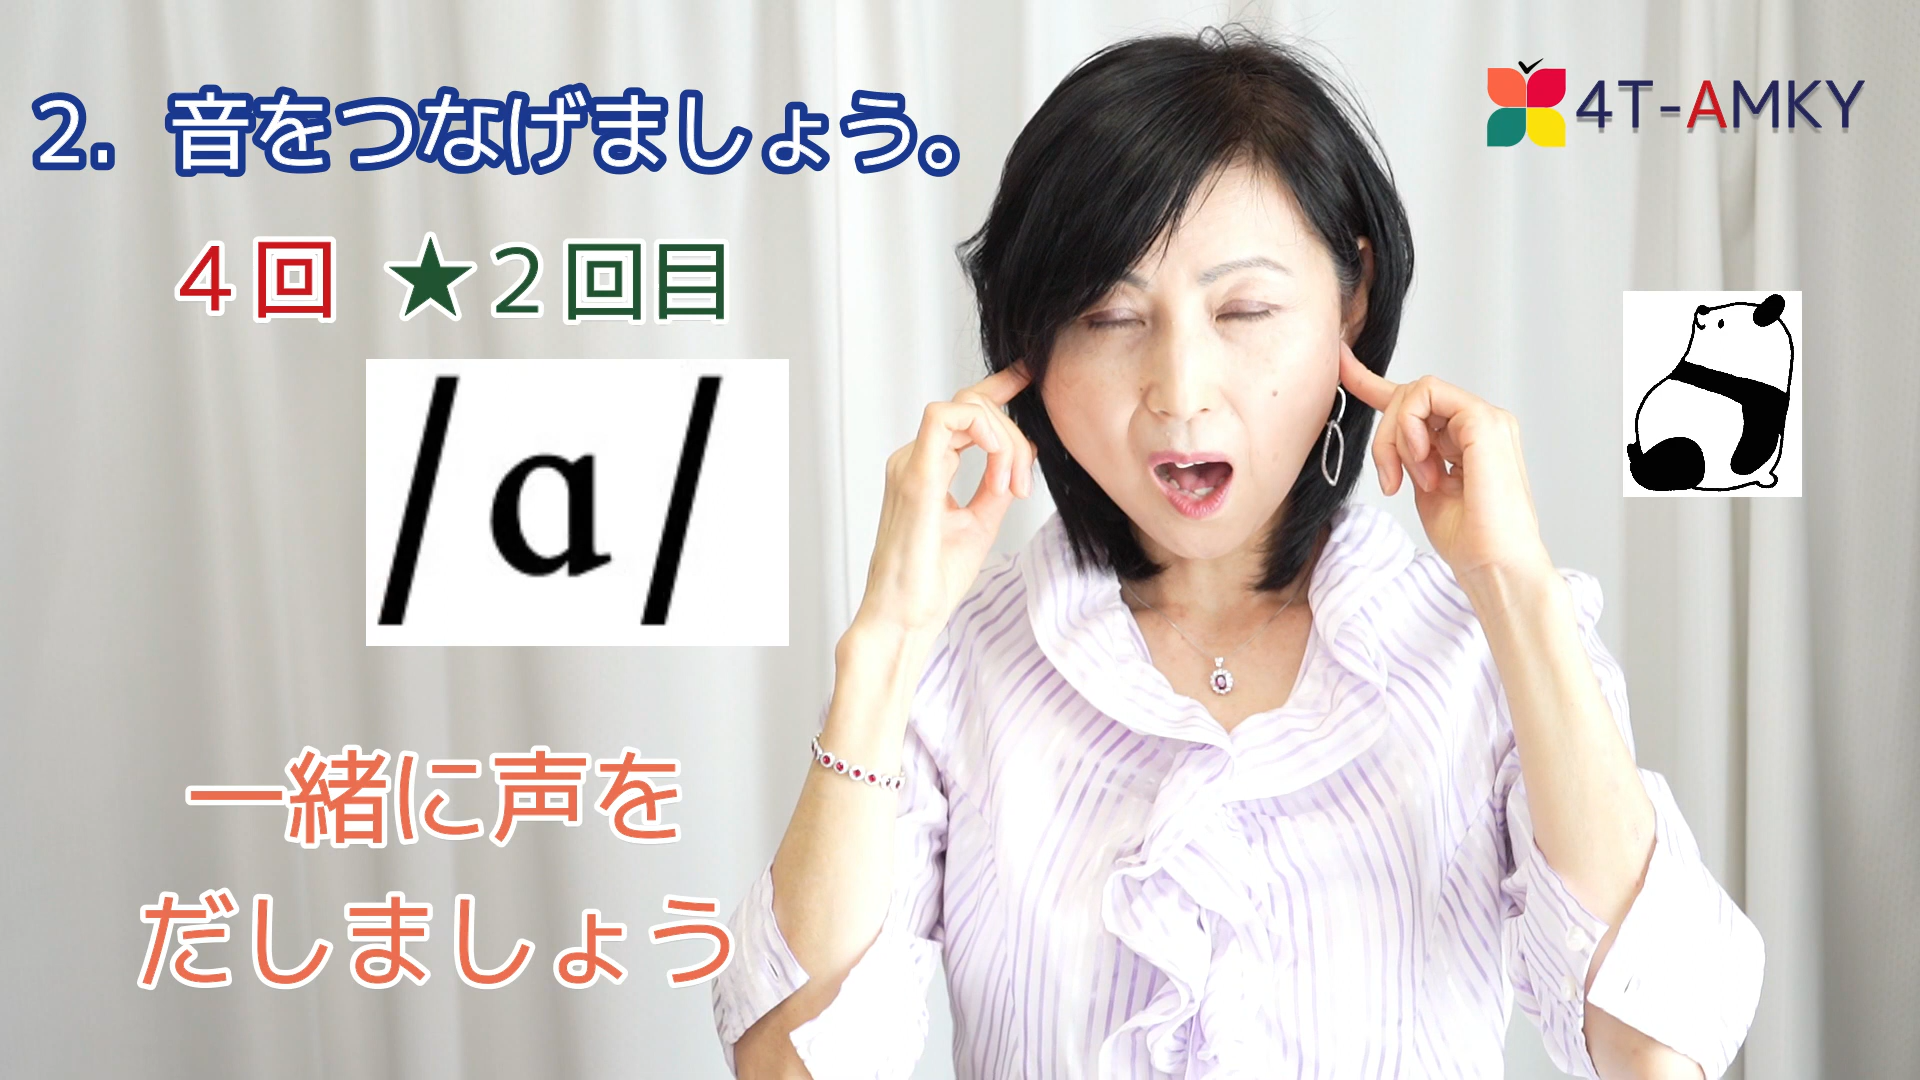 2. 音をつなげましょう。
4T-AMKY
4回 ★2回目
/ɑ/
一緒に声を
だしましょう